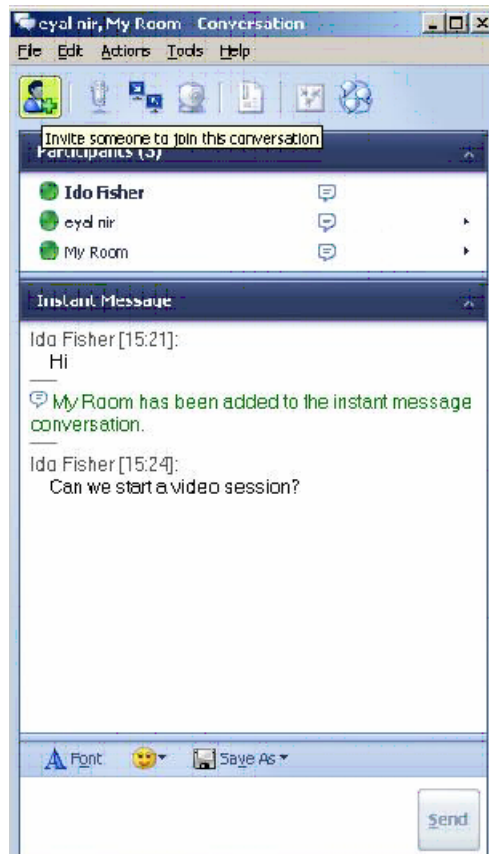 eyal nir, My Room - Conversation
File Edit Actions Tools Help
Invite someone to join this conversation
Participants (3)
Ido Fisher
eyal nir
My Room
Instant Message
Ido Fisher [15:21]:
Hi
My Room has been added to the instant message
conversation.
Ido Fisher [15:24]:
Can we start a video session?
Font Save As
Send